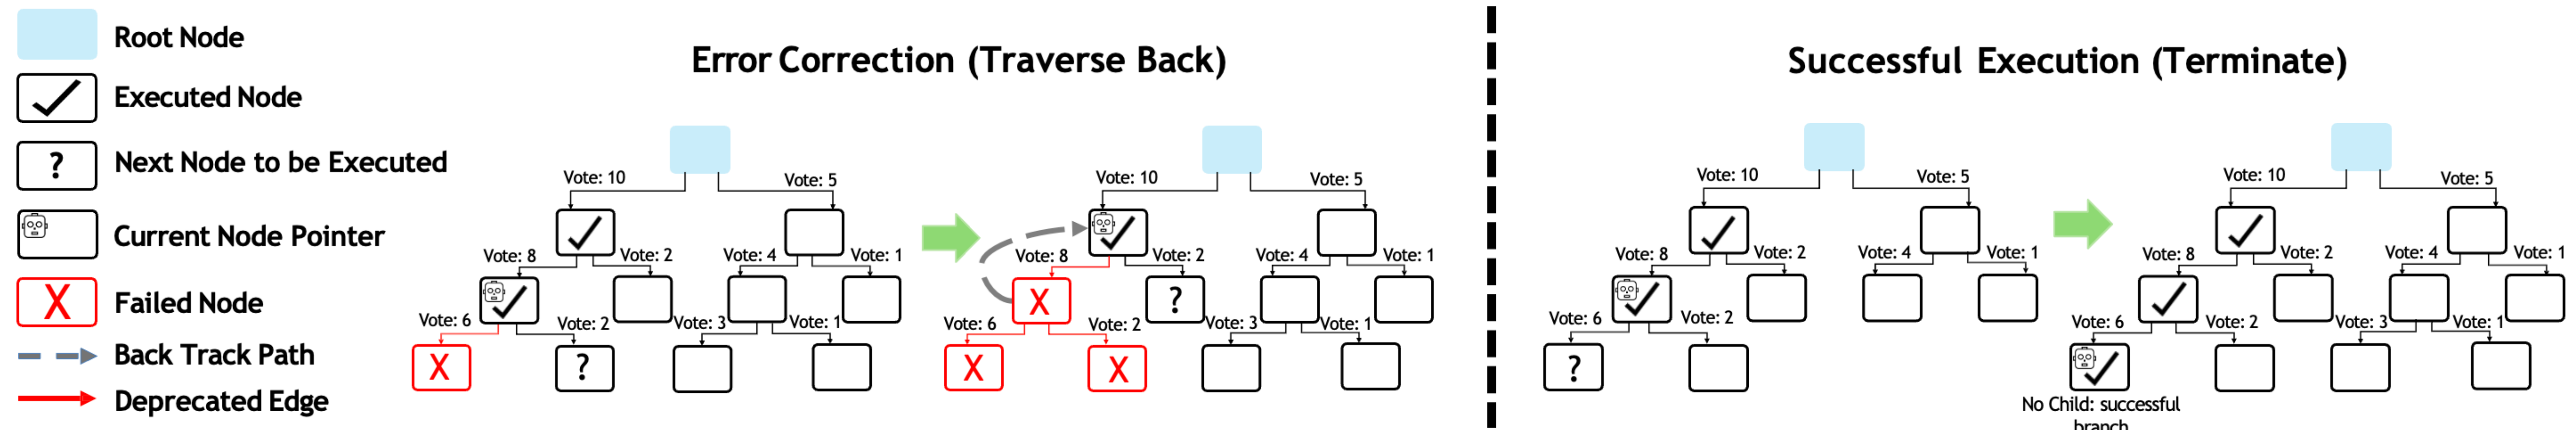 Root Node
Executed Node
?
Next Node to be Executed
Current Node Pointer
X
Failed Node
Back Track Path
Deprecated Edge
Error Correction (Traverse Back)
Vote: 10
Vote: 5
Vote: 8
Vote: 2
Vote: 4
Vote: 1
Vote: 6
Vote: 2
Vote: 3
Vote: 1
X
?
Vote: 10
Vote: 5
Vote: 8
Vote: 2
Vote: 4
Vote: 1
X
?
Vote: 6
Vote: 2
Vote: 3
Vote: 1
X
X
Successful Execution (Terminate)
Vote: 10
Vote: 5
Vote: 8
Vote: 2
Vote: 4
Vote: 1
Vote: 6
Vote: 2
?
Vote: 10
Vote: 5
Vote: 8
Vote: 2
Vote: 4
Vote: 1
Vote: 6
Vote: 2
Vote: 3
Vote: 1
No Child: successful
branch